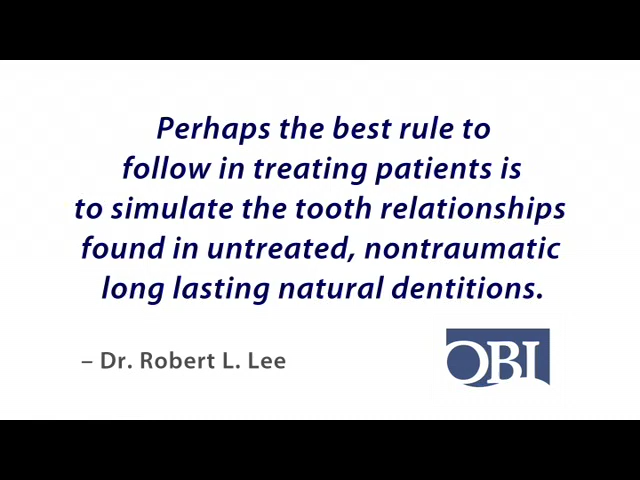 Perhaps the best rule to
follow in treating patients is
to simulate the tooth relationships
found in untreated, nontraumatic
long lasting natural dentitions.
– Dr. Robert L. Lee
OBI